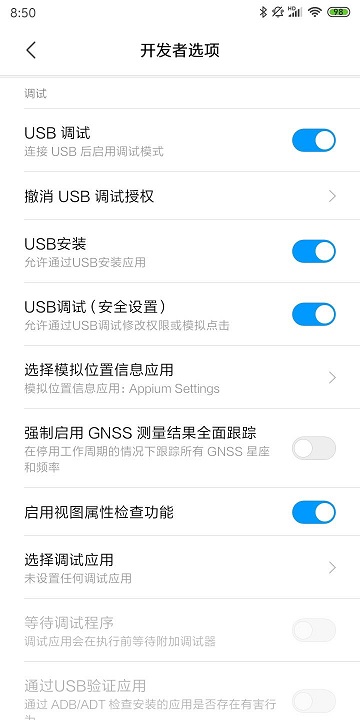 8:50
HD
98
开发者选项
调试
USB 调试
连接 USB 后启用调试模式
撤消 USB 调试授权
USB安装
允许通过USB安装应用
USB调试（安全设置）
允许通过USB调试修改权限或模拟点击
选择模拟位置信息应用
模拟位置信息应用：Appium Settings
强制启用 GNSS 测量结果全面跟踪
在停用工作周期的情况下跟踪所有 GNSS 星座
和频率
启用视图属性检查功能
选择调试应用
未设置任何调试应用
等待调试程序
调试应用会在执行前等待附加调试器
通过USB验证应用
通过 ADB/ADT 检查安装的应用是否存在有害行
为